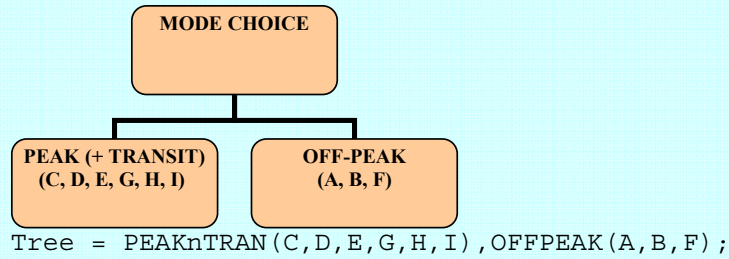 MODE CHOICE
PEAK (+ TRANSIT)
(C, D, E, G, H, I)
OFF-PEAK
(A, B, F)
Tree = PEAKnTRAN(C,D,E,G,H,I),OFFPEAK(A,B,F);